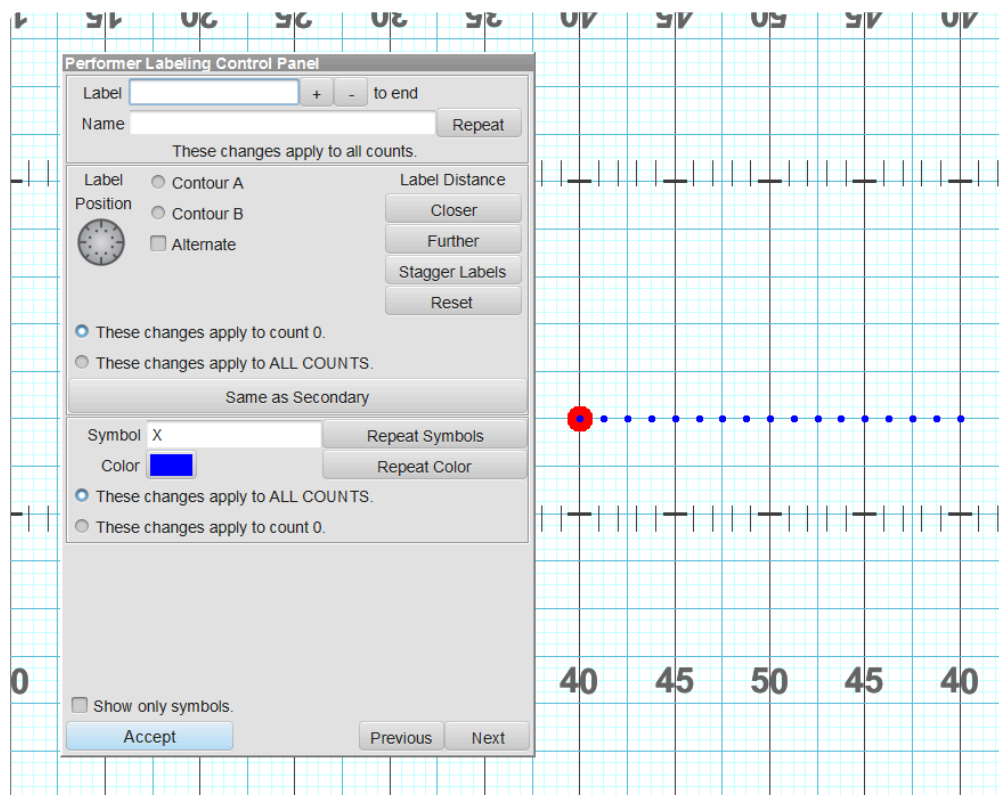 Performer Labeling Control Panel
Label + - to end
Name Repeat
These changes apply to all counts.
Label Position
Contour A
Contour B
Alternate
Label Distance
Closer
Further
Stagger Labels
Reset
These changes apply to count 0.
These changes apply to ALL COUNTS.
Same as Secondary
Symbol X Repeat Symbols
Color Repeat Color
These changes apply to ALL COUNTS.
These changes apply to count 0.
Show only symbols.
Accept Previous Next
0 40 45 50 45 40